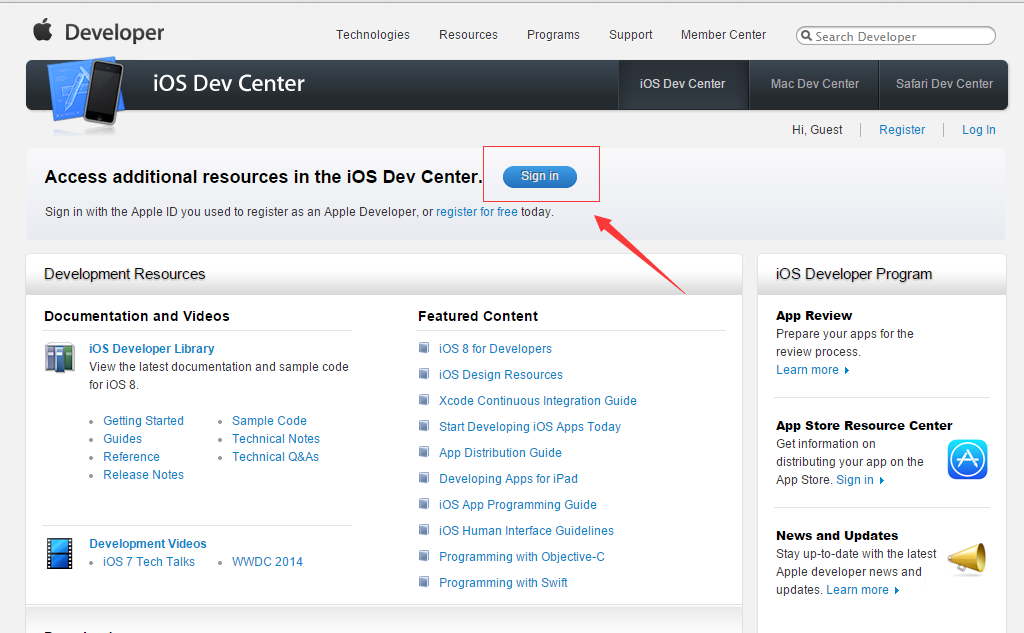 Developer
Technologies
Resources
Programs
Support
Member Center
Search Developer
iOS Dev Center
iOS Dev Center
Mac Dev Center
Safari Dev Center
Hi, Guest
Register
Log In
Access additional resources in the iOS Dev Center.
Sign in
Sign in with the Apple ID you used to register as an Apple Developer, or register for free today.
Development Resources
Documentation and Videos
iOS Developer Library
View the latest documentation and sample code
for iOS 8.
Getting Started
Guides
Reference
Release Notes
Sample Code
Technical Notes
Technical Q&As
Development Videos
iOS 7 Tech Talks
WWDC 2014
Featured Content
iOS 8 for Developers
iOS Design Resources
Xcode Continuous Integration Guide
Start Developing iOS Apps Today
App Distribution Guide
Developing Apps for iPad
iOS App Programming Guide
iOS Human Interface Guidelines
Programming with Objective-C
Programming with Swift
iOS Developer Program
App Review
Prepare your apps for the
review process.
Learn more
App Store Resource Center
Get information on
distributing your app on the
App Store. Sign in
News and Updates
Stay up-to-date with the latest
Apple developer news and
updates. Learn more